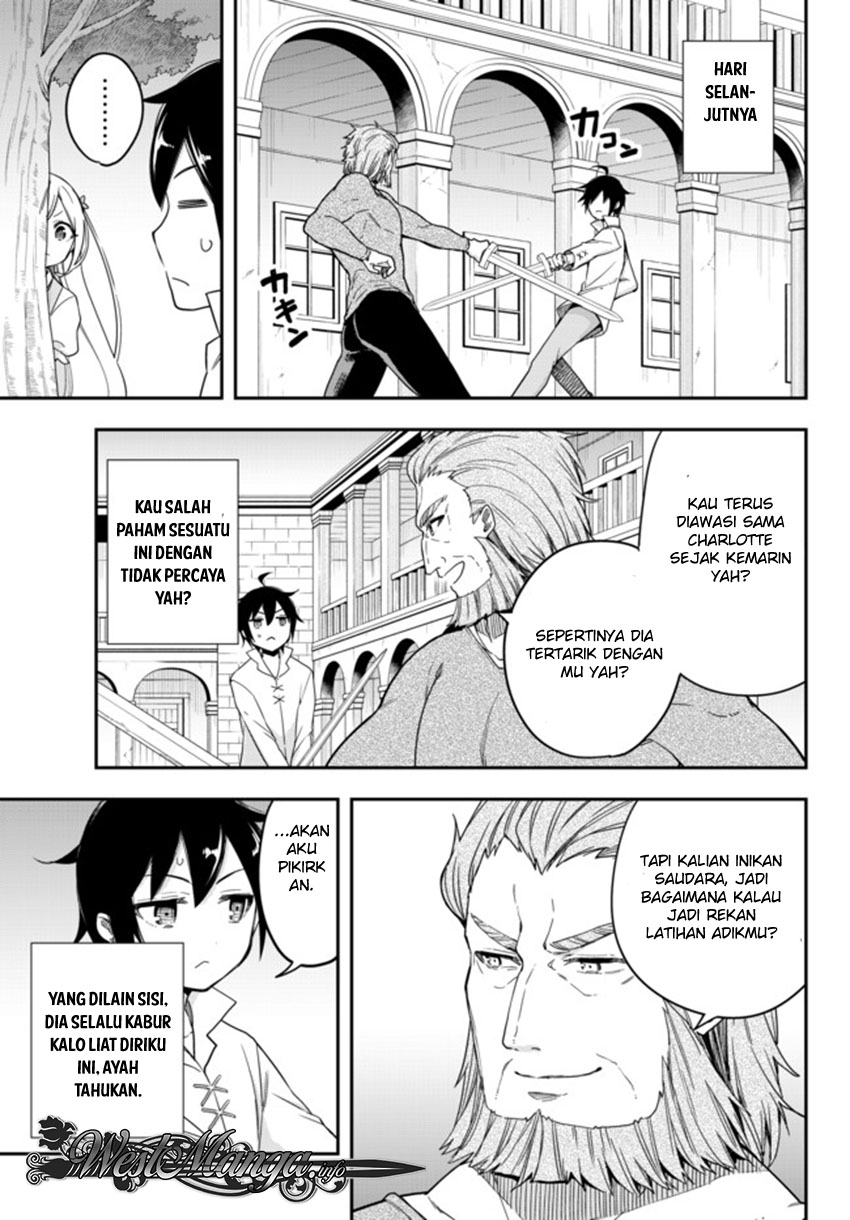 HARI
SELAN-
JUTNYA
カコン
カキン
………
KAU TERUS
DIAWASI SAMA
CHARLOTTE
SEJAK KEMARIN
YAH?
SEPERTINYA DIA
TERTARIK DENGAN
MU YAH?
KAU SALAH
PAHAM SESUATU
INI DENGAN
TIDAK PERCAYA
YAH?
TAPI KALIAN INIKAN
SAUDARA, JADI
BAGAIMANA KALAU
JADI REKAN
LATIHAN ADIKMU?
...AKAN
AKU
PIKIRK
AN.
YANG DILAIN SISI,
DIA SELALU KABUR
KALO LIAT DIRIKU
INI, AYAH
TAHUKAN.
WestManga.info